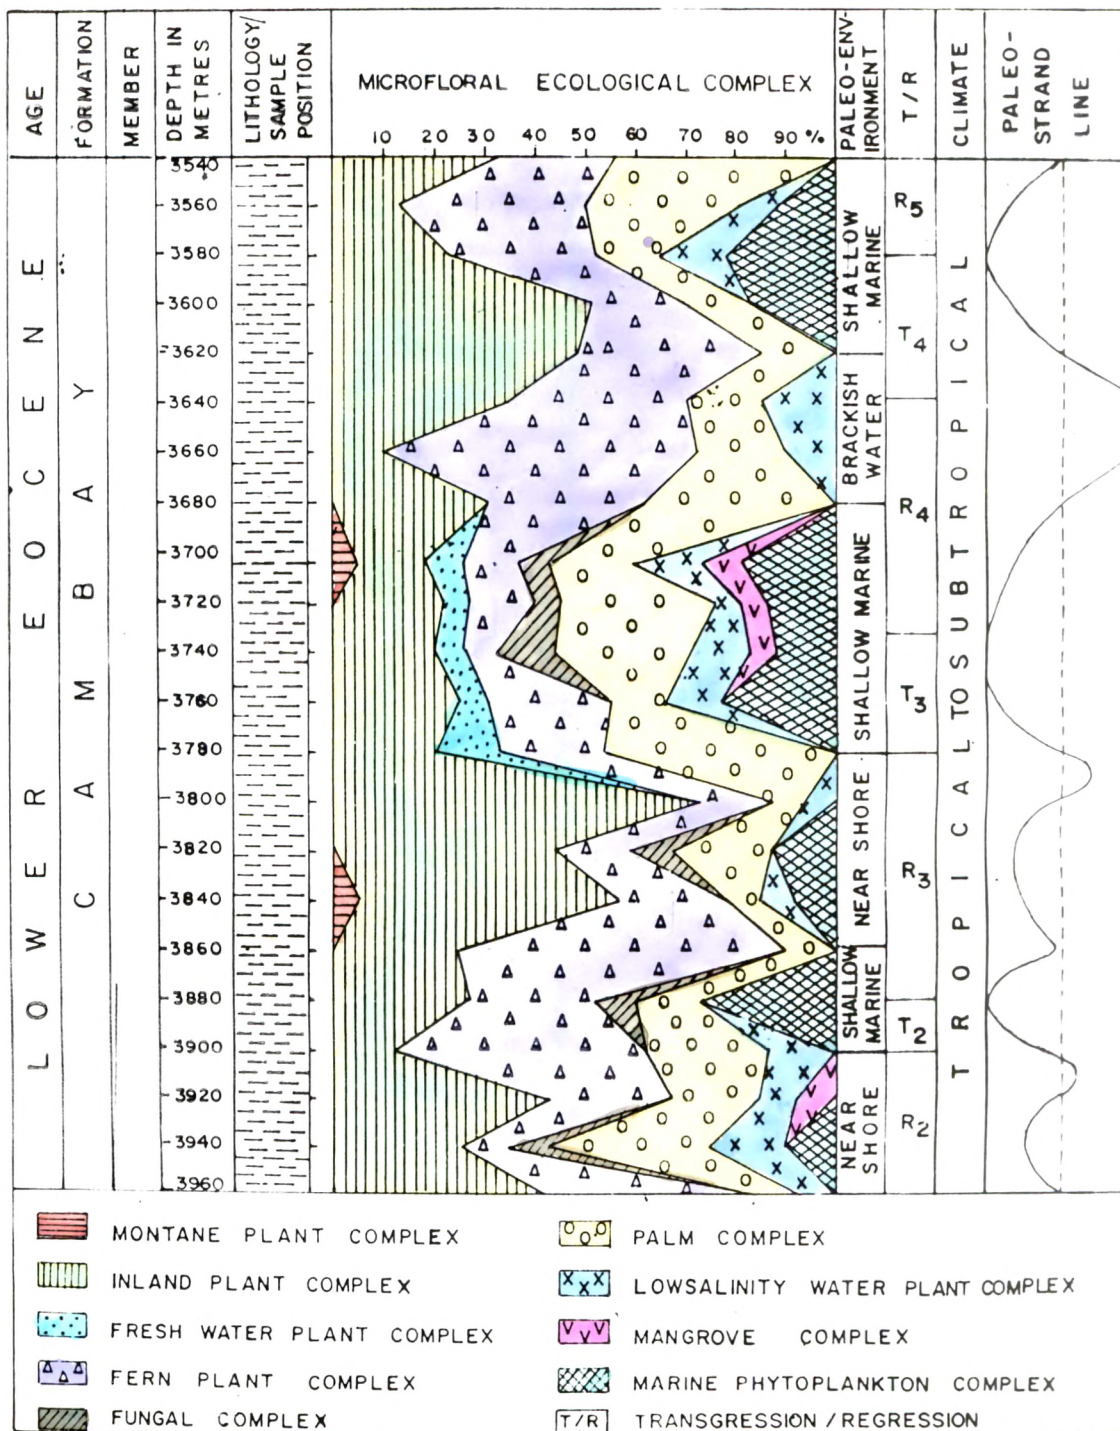 AGE
FORMATION
MEMBER
DEPTH IN METRES
LITHOLOGY/ SAMPLE POSITION
MICROFLORAL ECOLOGICAL COMPLEX
10 20 30 40 50 60 70 80 90 %
PALEO-ENV-IRONMENT
T/R
CLIMATE
PALEO-STRAND LINE
LOWER EOCENE
CAMBAY
3540
3560
3580
3600
3620
3640
3660
3680
3700
3720
3740
3760
3780
3800
3820
3840
3860
3880
3900
3920
3940
3960
SHALLOW MARINE
BRACKISH WATER
SHALLOW MARINE
NEAR SHORE
SHALLOW MARINE
NEAR SHORE
R5
T4
R4
T3
R3
T2
R2
TROPICAL TO SUBTROPICAL
MONTANE PLANT COMPLEX
INLAND PLANT COMPLEX
FRESH WATER PLANT COMPLEX
FERN PLANT COMPLEX
FUNGAL COMPLEX
PALM COMPLEX
LOWSALINITY WATER PLANT COMPLEX
MANGROVE COMPLEX
MARINE PHYTOPLANKTON COMPLEX
T/R TRANSGRESSION / REGRESSION